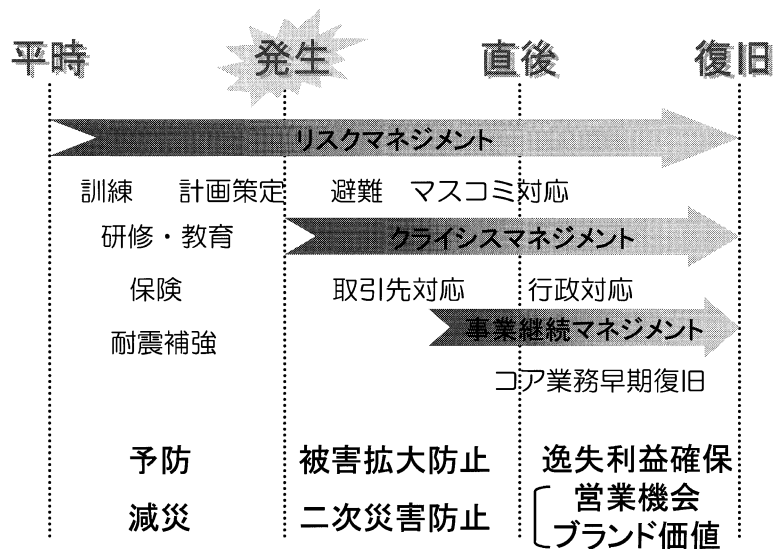 平時 発生 直後 復旧
リスクマネジメント
訓練 計画策定 避難 マスコミ対応
研修・教育 クライシスマネジメント
保険 取引先対応 行政対応
耐震補強 事業継続マネジメント
コア業務早期復旧
予防 被害拡大防止 逸失利益確保
減災 二次災害防止 営業機会
ブランド価値